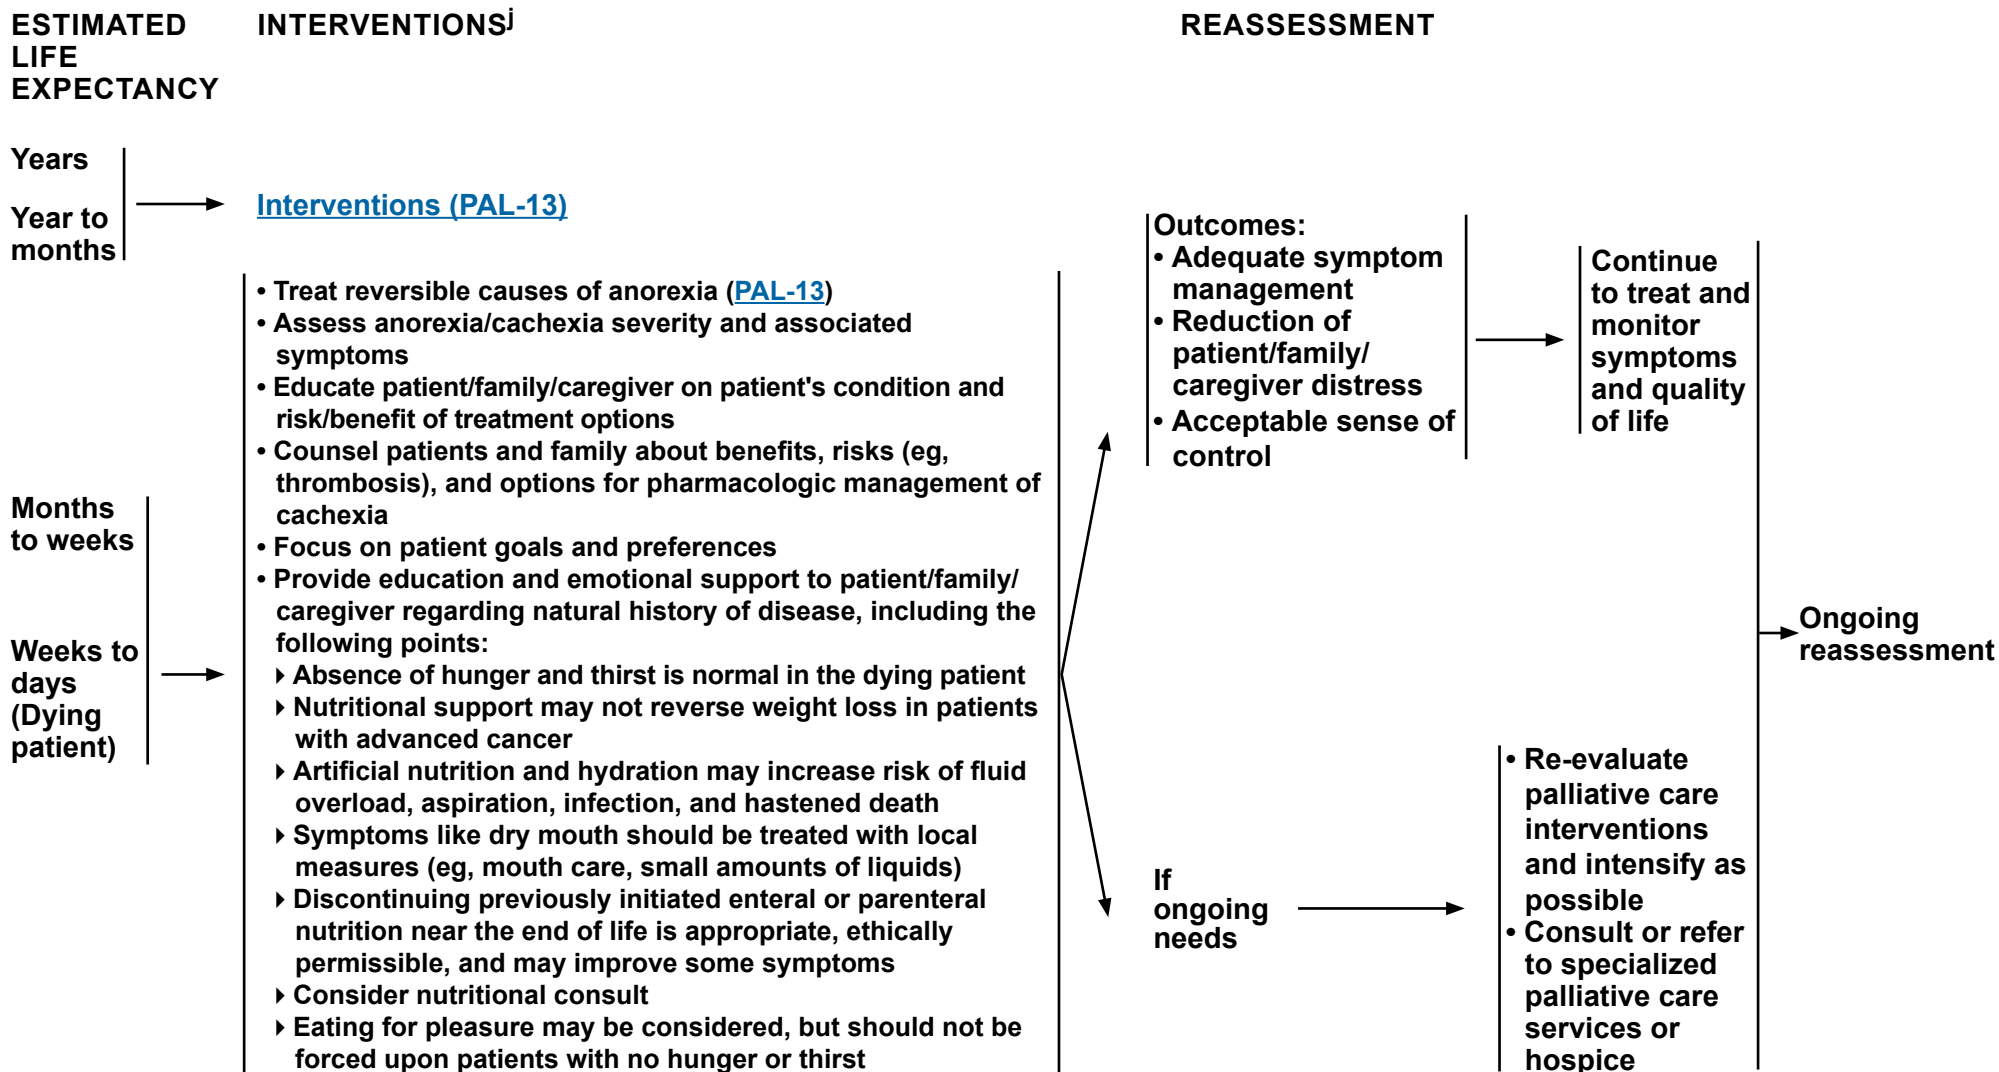 ESTIMATED
LIFE
EXPECTANCY
INTERVENTIONSj
REASSESSMENT
Years
Year to
months
Interventions (PAL-13)
Months
to weeks
Weeks to
days
(Dying
patient)
• Treat reversible causes of anorexia (PAL-13)
• Assess anorexia/cachexia severity and associated
symptoms
• Educate patient/family/caregiver on patient's condition and
risk/benefit of treatment options
• Counsel patients and family about benefits, risks (eg,
thrombosis), and options for pharmacologic management of
cachexia
• Focus on patient goals and preferences
• Provide education and emotional support to patient/family/
caregiver regarding natural history of disease, including the
following points:
▸ Absence of hunger and thirst is normal in the dying patient
▸ Nutritional support may not reverse weight loss in patients
with advanced cancer
▸ Artificial nutrition and hydration may increase risk of fluid
overload, aspiration, infection, and hastened death
▸ Symptoms like dry mouth should be treated with local
measures (eg, mouth care, small amounts of liquids)
▸ Discontinuing previously initiated enteral or parenteral
nutrition near the end of life is appropriate, ethically
permissible, and may improve some symptoms
▸ Consider nutritional consult
▸ Eating for pleasure may be considered, but should not be
forced upon patients with no hunger or thirst
Outcomes:
• Adequate symptom
management
• Reduction of
patient/family/
caregiver distress
• Acceptable sense of
control
Continue
to treat and
monitor
symptoms
and quality
of life
If
ongoing
needs
• Re-evaluate
palliative care
interventions
and intensify as
possible
• Consult or refer
to specialized
palliative care
services or
hospice
Ongoing
reassessment